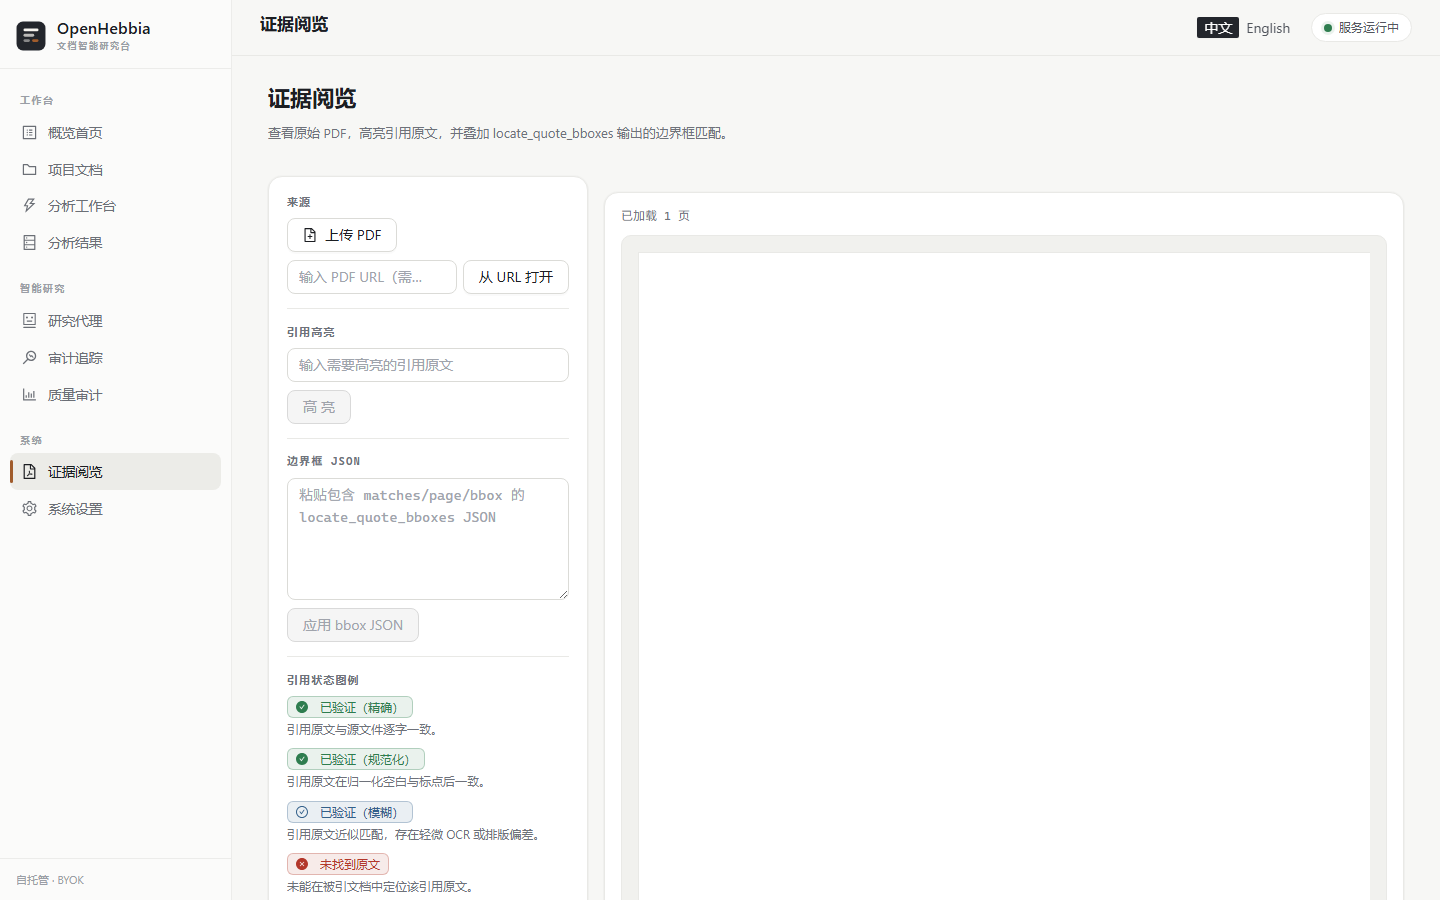 OpenHebbia
文档智能研究台
证据阅览
中文 English
服务运行中
工作台
概览首页
项目文档
分析工作台
分析结果
智能研究
研究代理
审计追踪
质量审计
系统
证据阅览
系统设置
自托管 · BYOK
证据阅览
查看原始 PDF，高亮引用原文，并叠加 locate_quote_bboxes 输出的边界框匹配。
来源
上传 PDF
输入 PDF URL（需...
从 URL 打开
引用高亮
输入需要高亮的引用原文
高 亮
边界框 JSON
粘贴包含 matches/page/bbox 的
locate_quote_bboxes JSON
应用 bbox JSON
引用状态图例
已验证（精确）
引用原文与源文件逐字一致。
已验证（规范化）
引用原文在归一化空白与标点后一致。
已验证（模糊）
引用原文近似匹配，存在轻微 OCR 或排版偏差。
未找到原文
未能在被引文档中定位该引用原文。
已加载 1 页